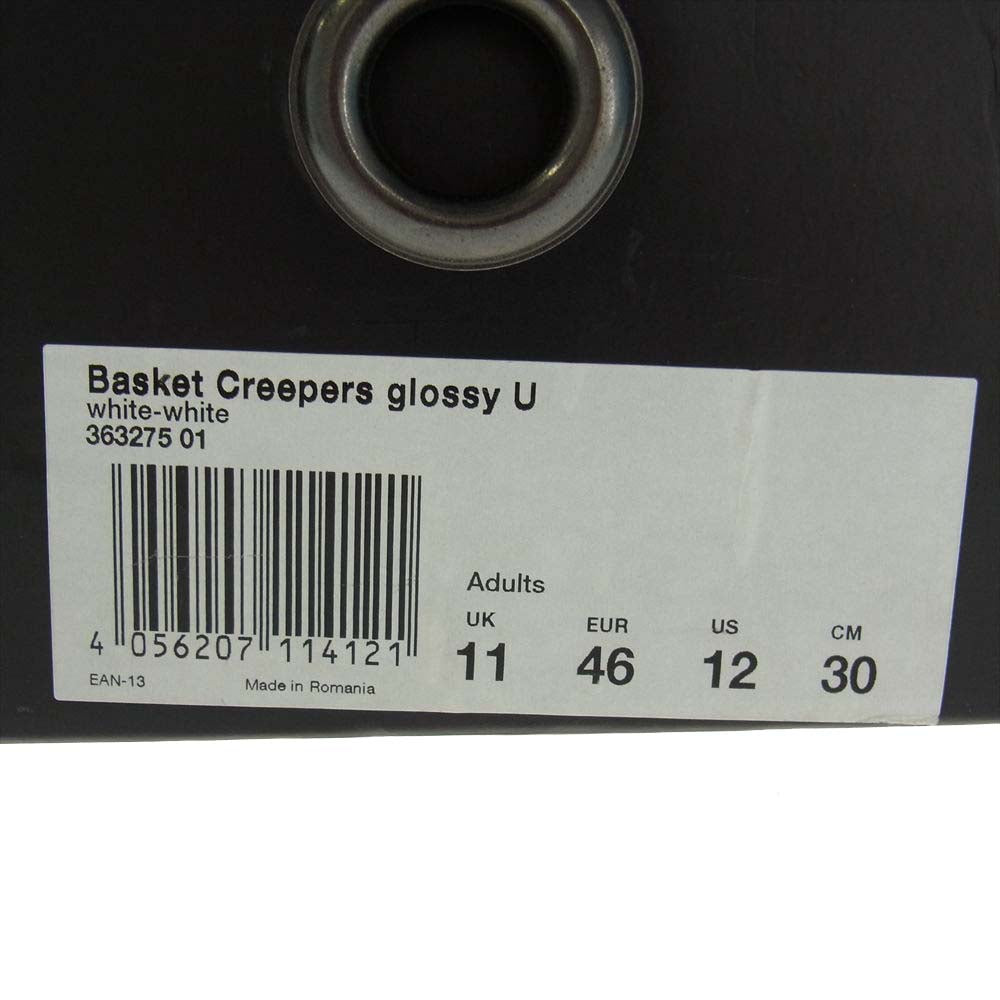 Basket Creepers glossy U
white-white
363275 01
Adults
UK EUR US CM
11 46 12 30
4 056207 114121
EAN-13 Made in Romania